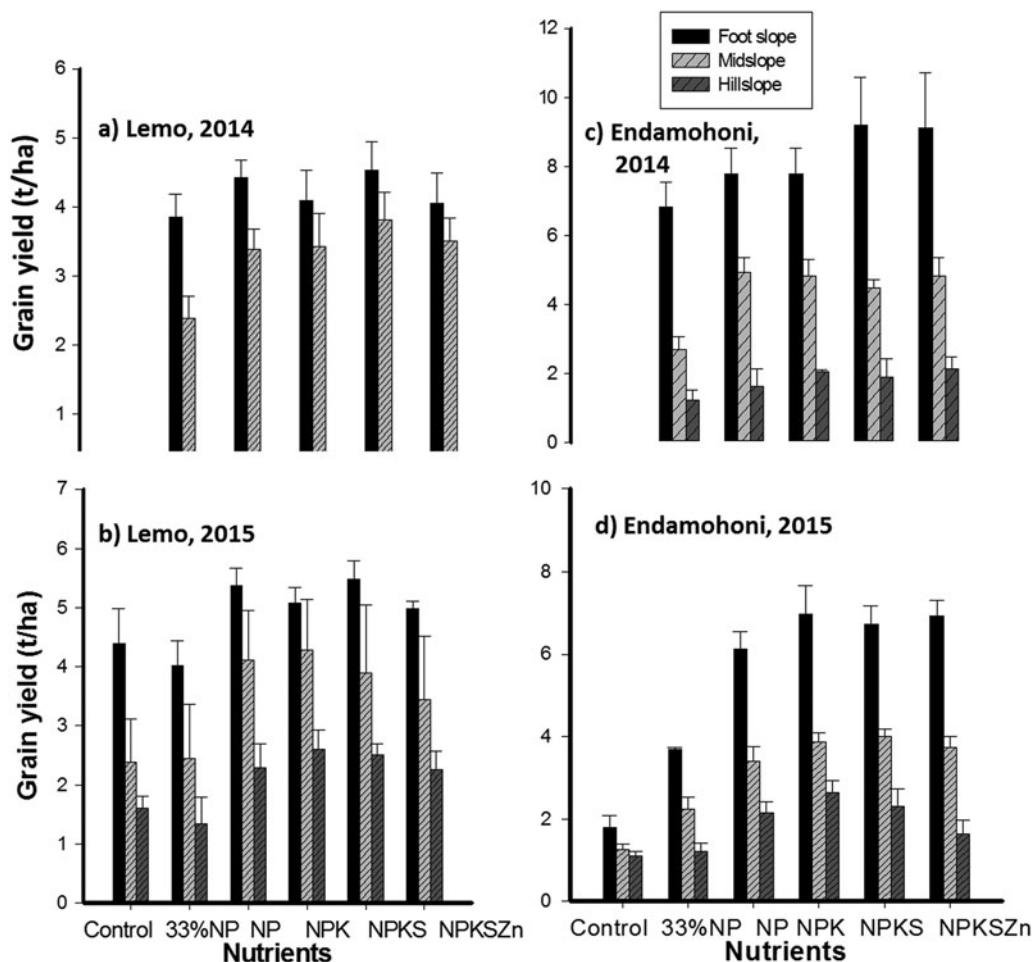 Foot slope
Midslope
Hillslope
Grain yield (t/ha)
6
5
4
3
2
1
a) Lemo, 2014
12
10
8
6
4
2
0
c) Endamohoni,
2014
Grain yield (t/ha)
7
6
5
4
3
2
1
0
b) Lemo, 2015
Control 33%NP NP NPK NPKS NPKSZn
Nutrients
10
8
6
4
2
0
d) Endamohoni, 2015
Control 33%NP NP NPK NPKS NPKSZn
Nutrients